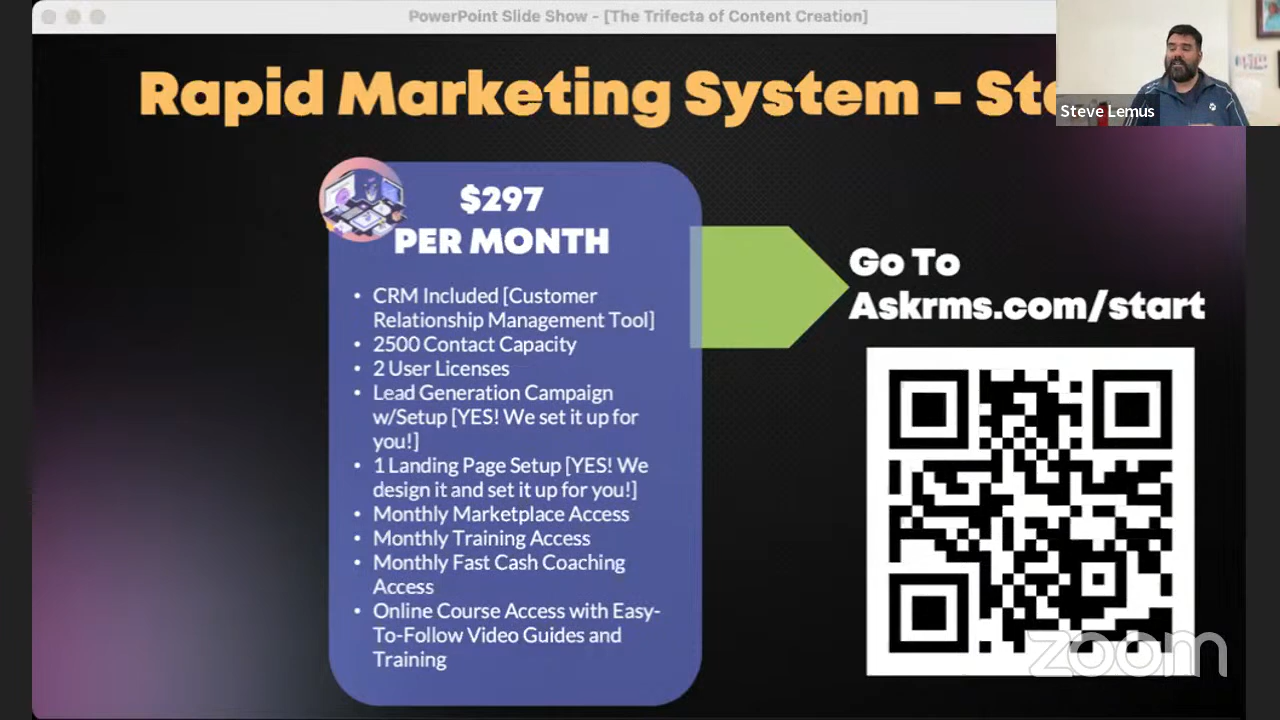 PowerPoint Slide Show - [The Trifecta of Content Creation]
Rapid Marketing System -
Steve Lemus
$297
PER MONTH
• CRM Included [Customer
Relationship Management Tool]
• 2500 Contact Capacity
• 2 User Licenses
• Lead Generation Campaign
w/Setup [YES! We set it up for
you!]
• 1 Landing Page Setup [YES! We
design it and set it up for you!]
• Monthly Marketplace Access
• Monthly Training Access
• Monthly Fast Cash Coaching
Access
• Online Course Access with Easy-
To-Follow Video Guides and
Training
Go To
Askrms.com/start
zoom